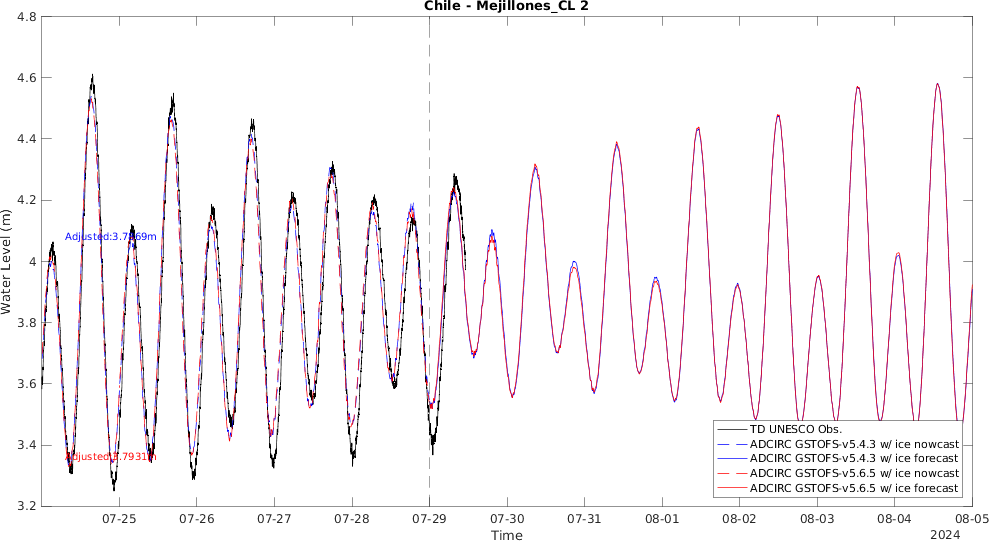 Chile - Mejillones_CL 2
4.8
4.6
4.4
4.2
4
3.8
3.6
3.4
3.2
Water Level (m)
Adjusted:3.7969m
Adjusted:3.7931m
TD UNESCO Obs.
ADCIRC GSTOFS-v5.4.3 w/ ice nowcast
ADCIRC GSTOFS-v5.4.3 w/ ice forecast
ADCIRC GSTOFS-v5.6.5 w/ ice nowcast
ADCIRC GSTOFS-v5.6.5 w/ ice forecast
07-25 07-26 07-27 07-28 07-29 07-30 07-31 08-01 08-02 08-03 08-04 08-05
Time
2024